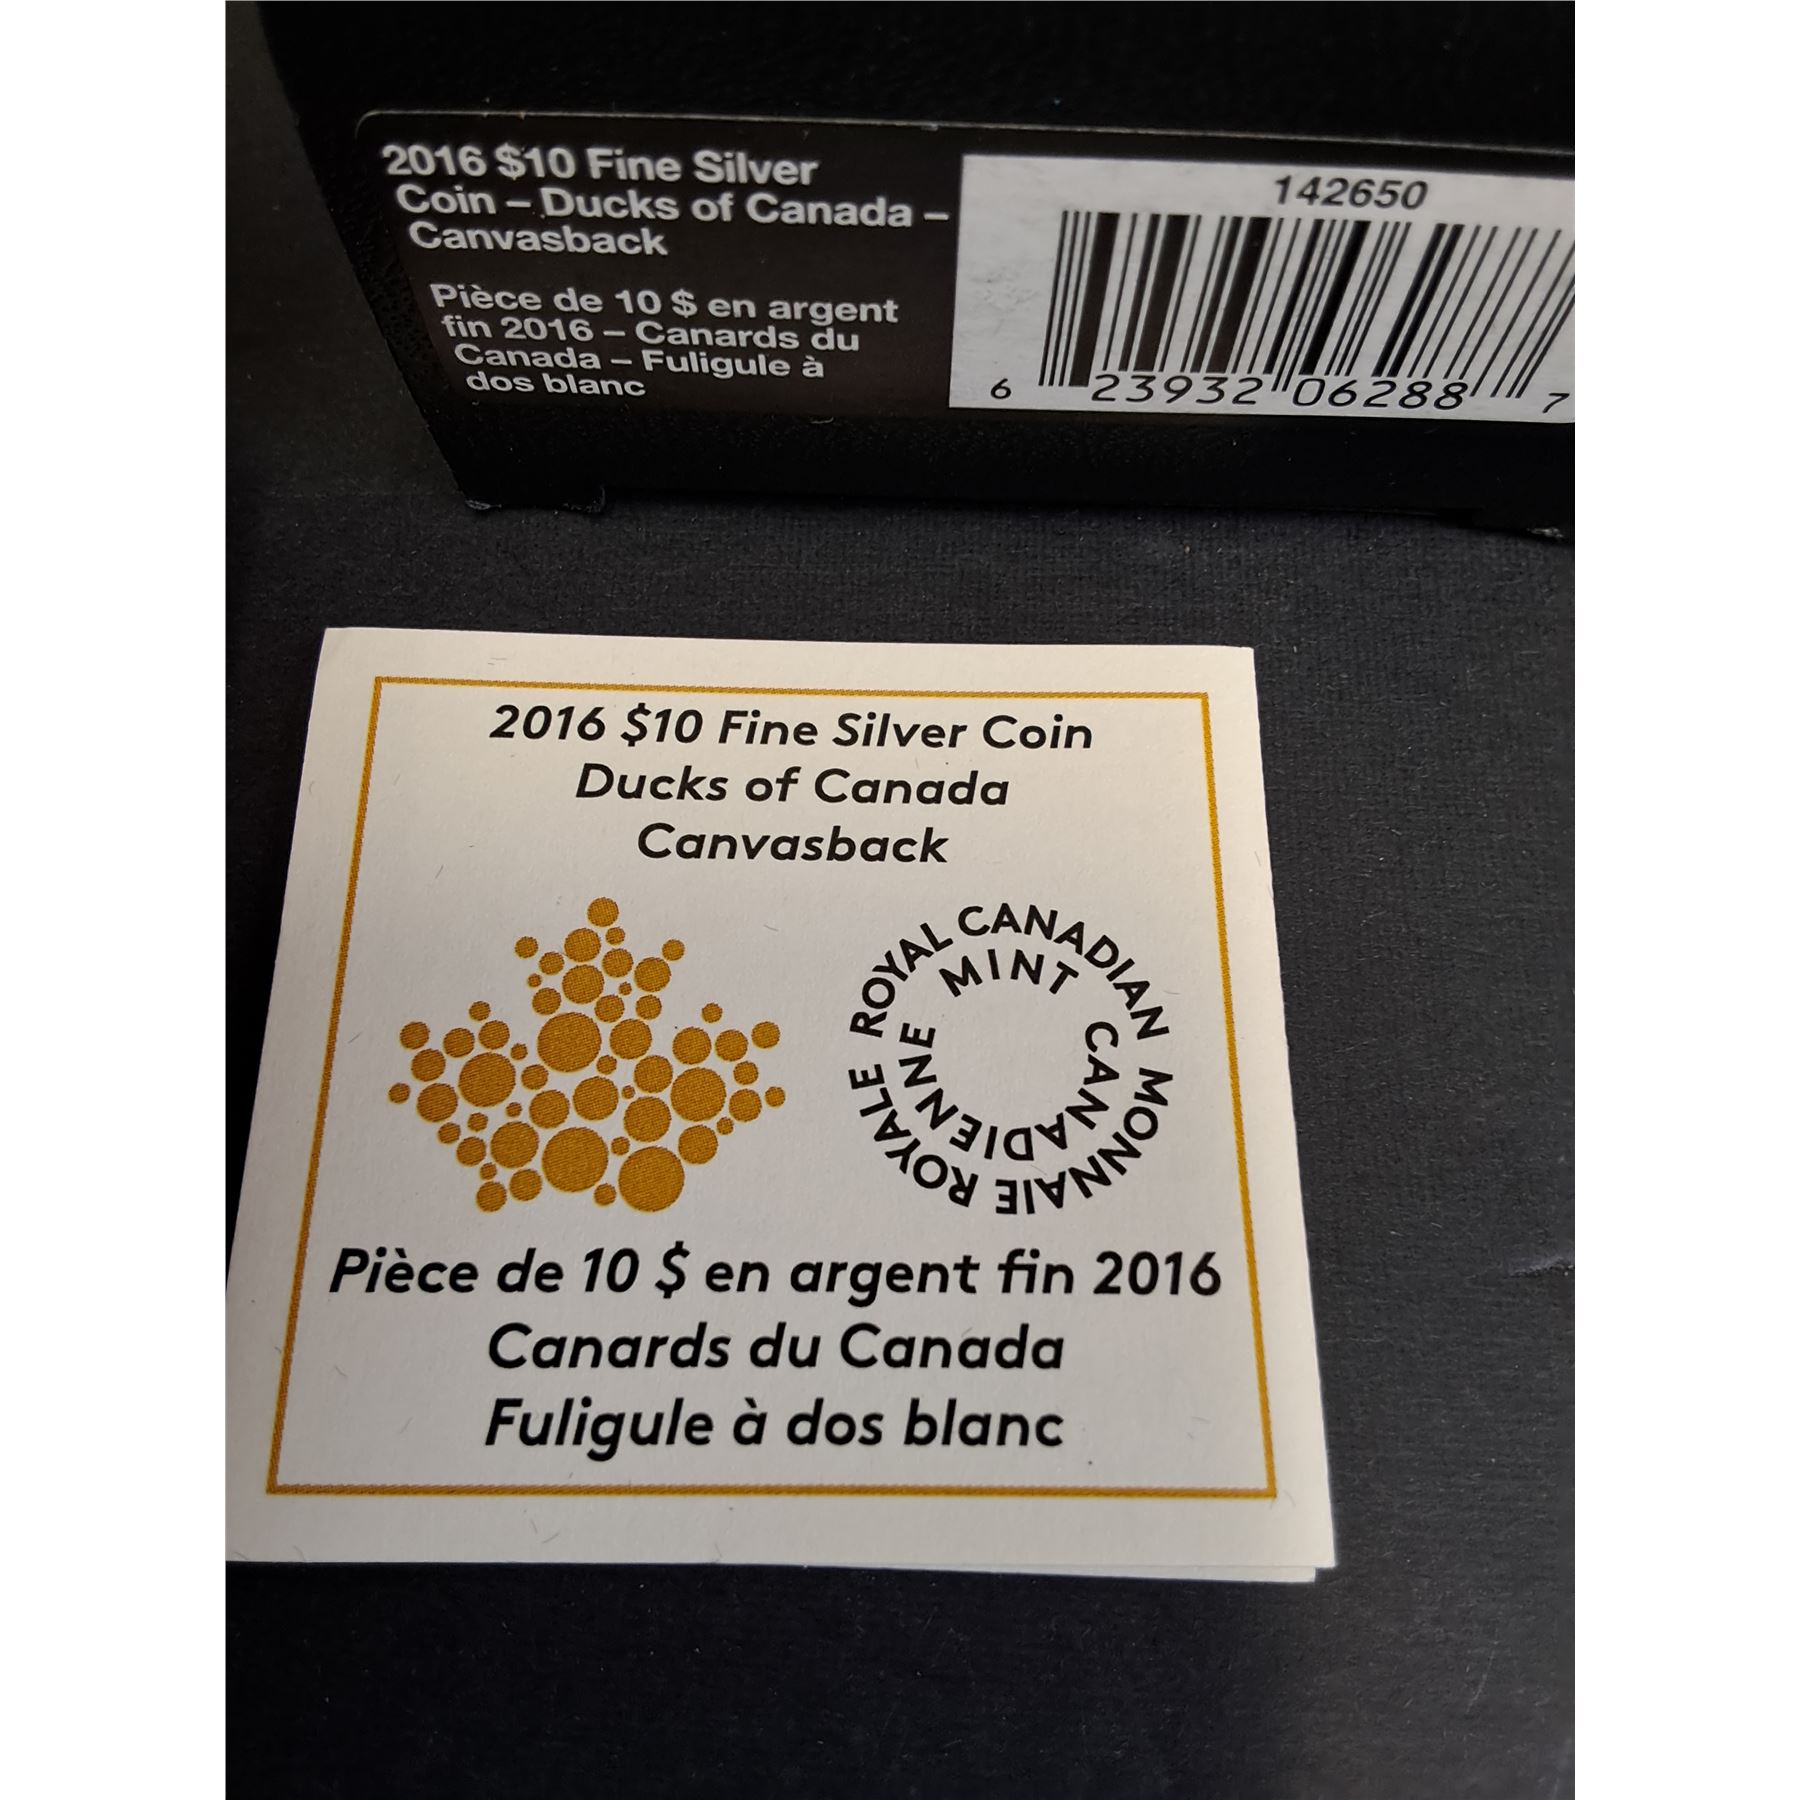 2016 $10 Fine Silver
Coin – Ducks of Canada –
Canvasback
Pièce de 10 $ en argent
fin 2016 – Canards du
Canada – Fuligule à
dos blanc
142650
6 23932 06288 7
2016 $10 Fine Silver Coin
Ducks of Canada
Canvasback
ROYAL CANADIAN
MINT
MONNAIE ROYALE
CANADIENNE
Pièce de 10 $ en argent fin 2016
Canards du Canada
Fuligule à dos blanc